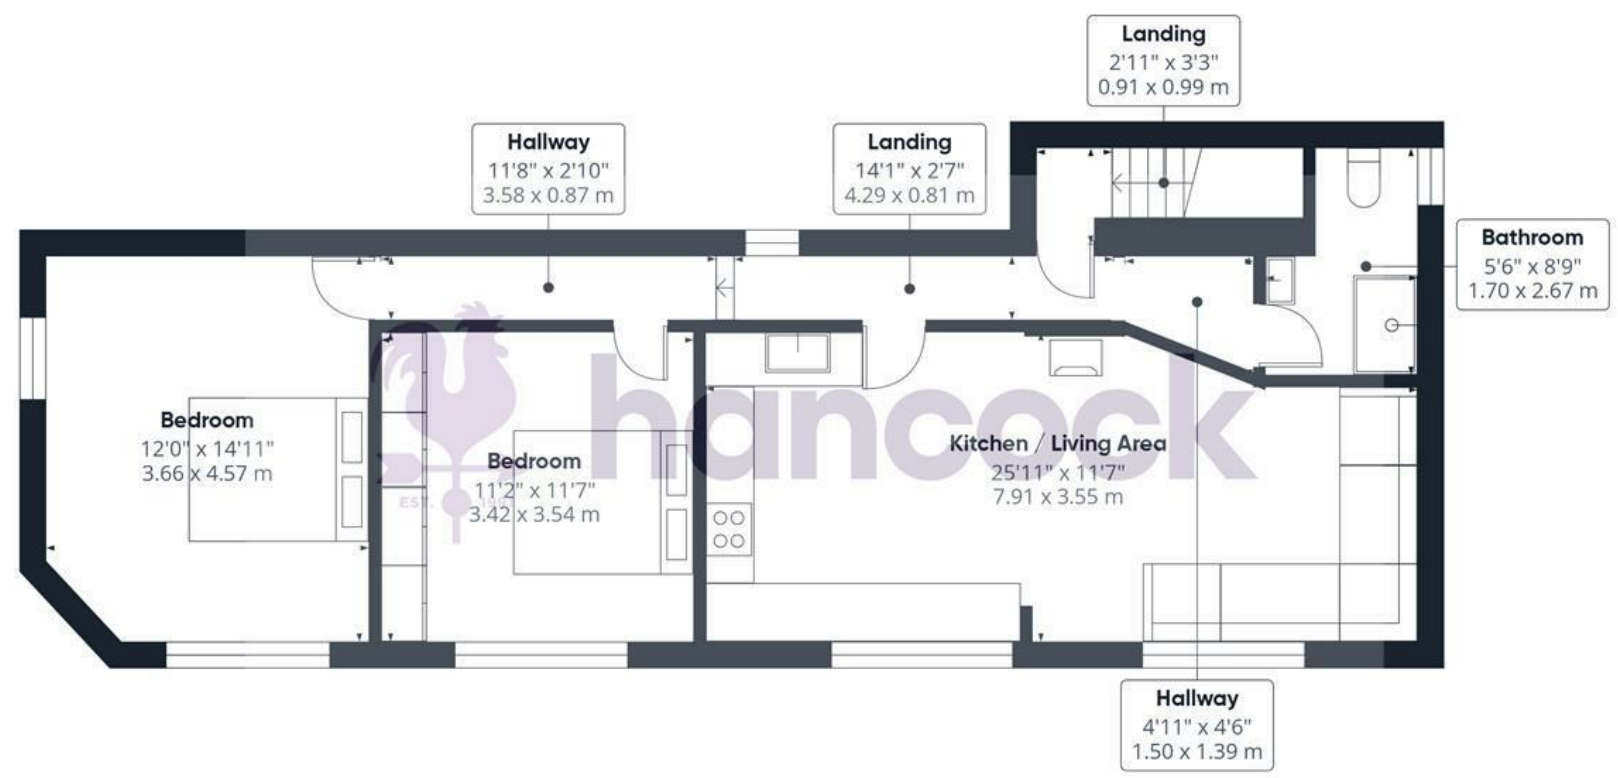 Landing
2'11" x 3'3"
0.91 x 0.99 m
Hallway
11'8" x 2'10"
3.58 x 0.87 m
Landing
14'1" x 2'7"
4.29 x 0.81 m
Bathroom
5'6" x 8'9"
1.70 x 2.67 m
Bedroom
12'0" x 14'11"
3.66 x 4.57 m
Bedroom
11'2" x 11'7"
3.42 x 3.54 m
Kitchen / Living Area
25'11" x 11'7"
7.91 x 3.55 m
hancock
EST.
Hallway
4'11" x 4'6"
1.50 x 1.39 m